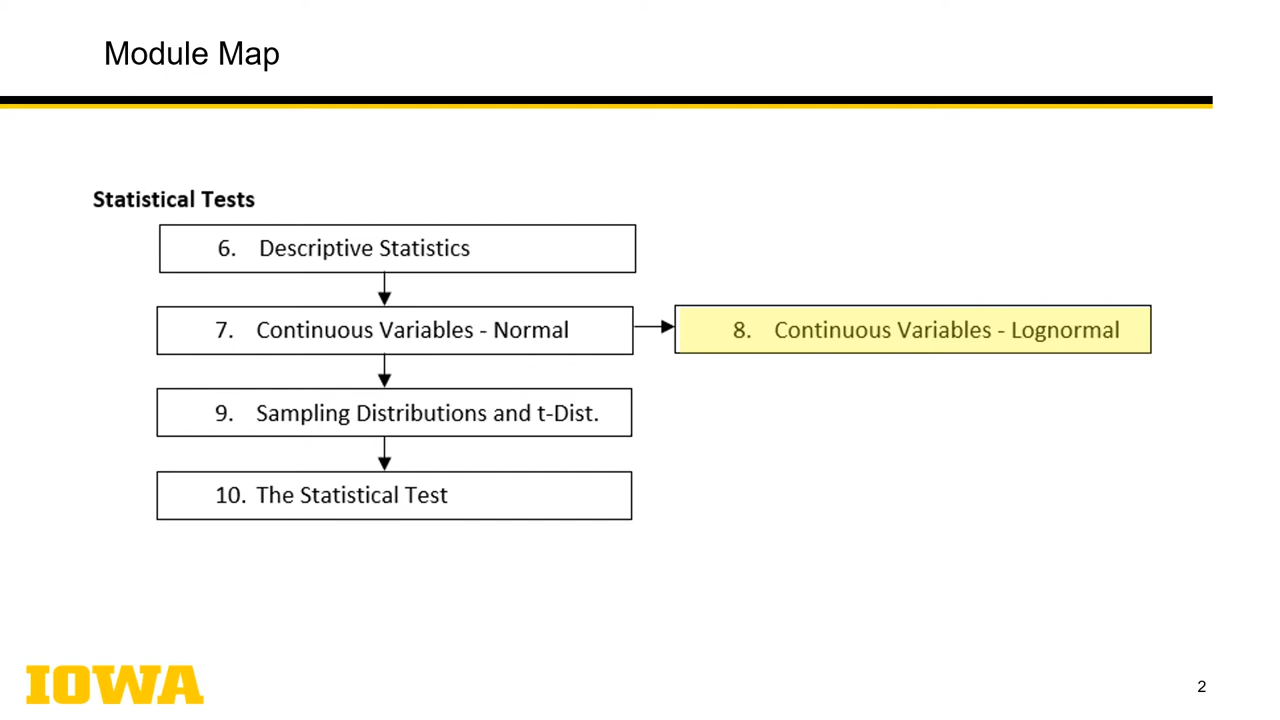 Module Map
Statistical Tests
6. Descriptive Statistics
7. Continuous Variables - Normal
8. Continuous Variables - Lognormal
9. Sampling Distributions and t-Dist.
10. The Statistical Test
IOWA
2